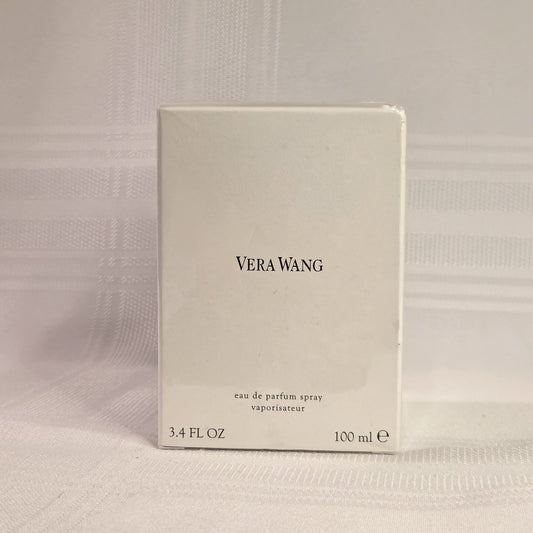 VERA WANG
eau de parfum spray
vaporisateur
3.4 FL OZ 100 ml ℮